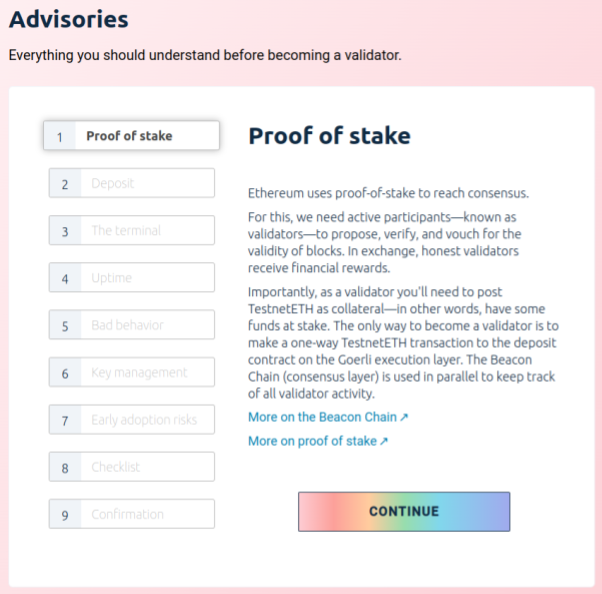 Advisories
Everything you should understand before becoming a validator.
1 Proof of stake
2 Deposit
3 The terminal
4 Uptime
5 Bad behavior
6 Key management
7 Early adoption risks
8 Checklist
9 Confirmation
Proof of stake
Ethereum uses proof-of-stake to reach consensus.
For this, we need active participants—known as
validators—to propose, verify, and vouch for the
validity of blocks. In exchange, honest validators
receive financial rewards.
Importantly, as a validator you'll need to post
TestnetETH as collateral—in other words, have some
funds at stake. The only way to become a validator is to
make a one-way TestnetETH transaction to the deposit
contract on the Goerli execution layer. The Beacon
Chain (consensus layer) is used in parallel to keep track
of all validator activity.
More on the Beacon Chain ↗
More on proof of stake ↗
CONTINUE